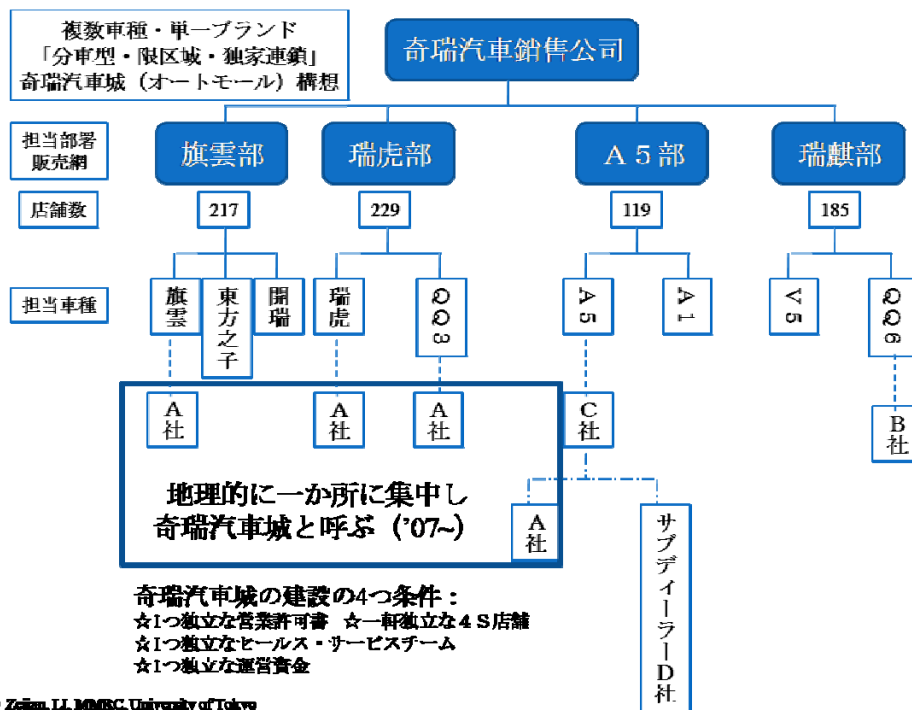 複数車種・単一ブランド
「分車型・限区域・独家連鎖」
奇瑞汽車城（オートモール）構想
奇瑞汽車銷售公司
担当部署
販売網
旗雲部
瑞虎部
Ａ５部
瑞麒部
店舗数
217
229
119
185
担当車種
旗雲
東方之子
開瑞
瑞虎
ＱＱ３
Ａ５
Ａ１
Ｖ５
ＱＱ６
Ａ社
Ａ社
Ａ社
Ｃ社
Ｂ社
地理的に一か所に集中し
奇瑞汽車城と呼ぶ（’07~）
Ａ社
サブディーラーＤ社
奇瑞汽車城の建設の4つ条件：
☆1つ独立な営業許可書 ☆一軒独立な４Ｓ店舗
☆1つ独立なセールス・サービスチーム
☆1つ独立な運営資金
University of Tokyo